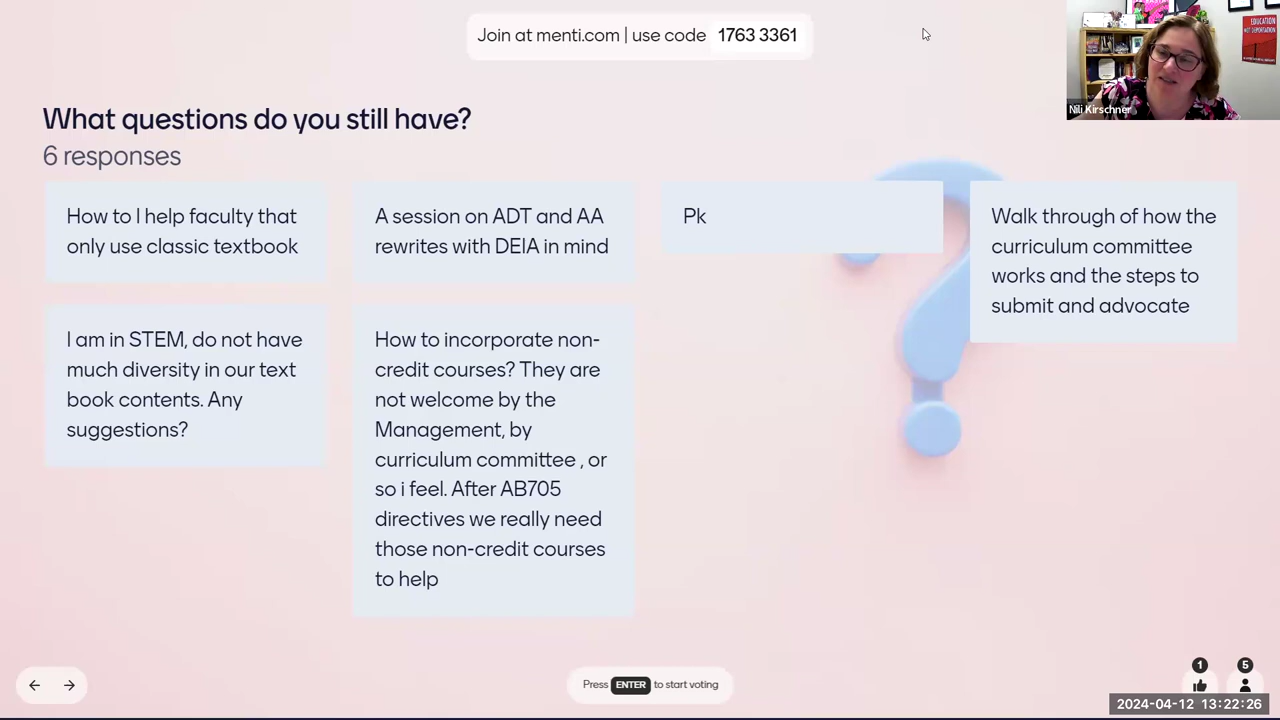 Join at menti.com | use code 1763 3361
EDUCATION
NOT DEPORTATION
Nili Kirschner
What questions do you still have?
6 responses
How to I help faculty that
only use classic textbook
A session on ADT and AA
rewrites with DEIA in mind
Pk
Walk through of how the
curriculum committee
works and the steps to
submit and advocate
I am in STEM, do not have
much diversity in our text
book contents. Any
suggestions?
How to incorporate non-
credit courses? They are
not welcome by the
Management, by
curriculum committee , or
so i feel. After AB705
directives we really need
those non-credit courses
to help
Press ENTER to start voting
1
5
2024-04-12 13:22:26